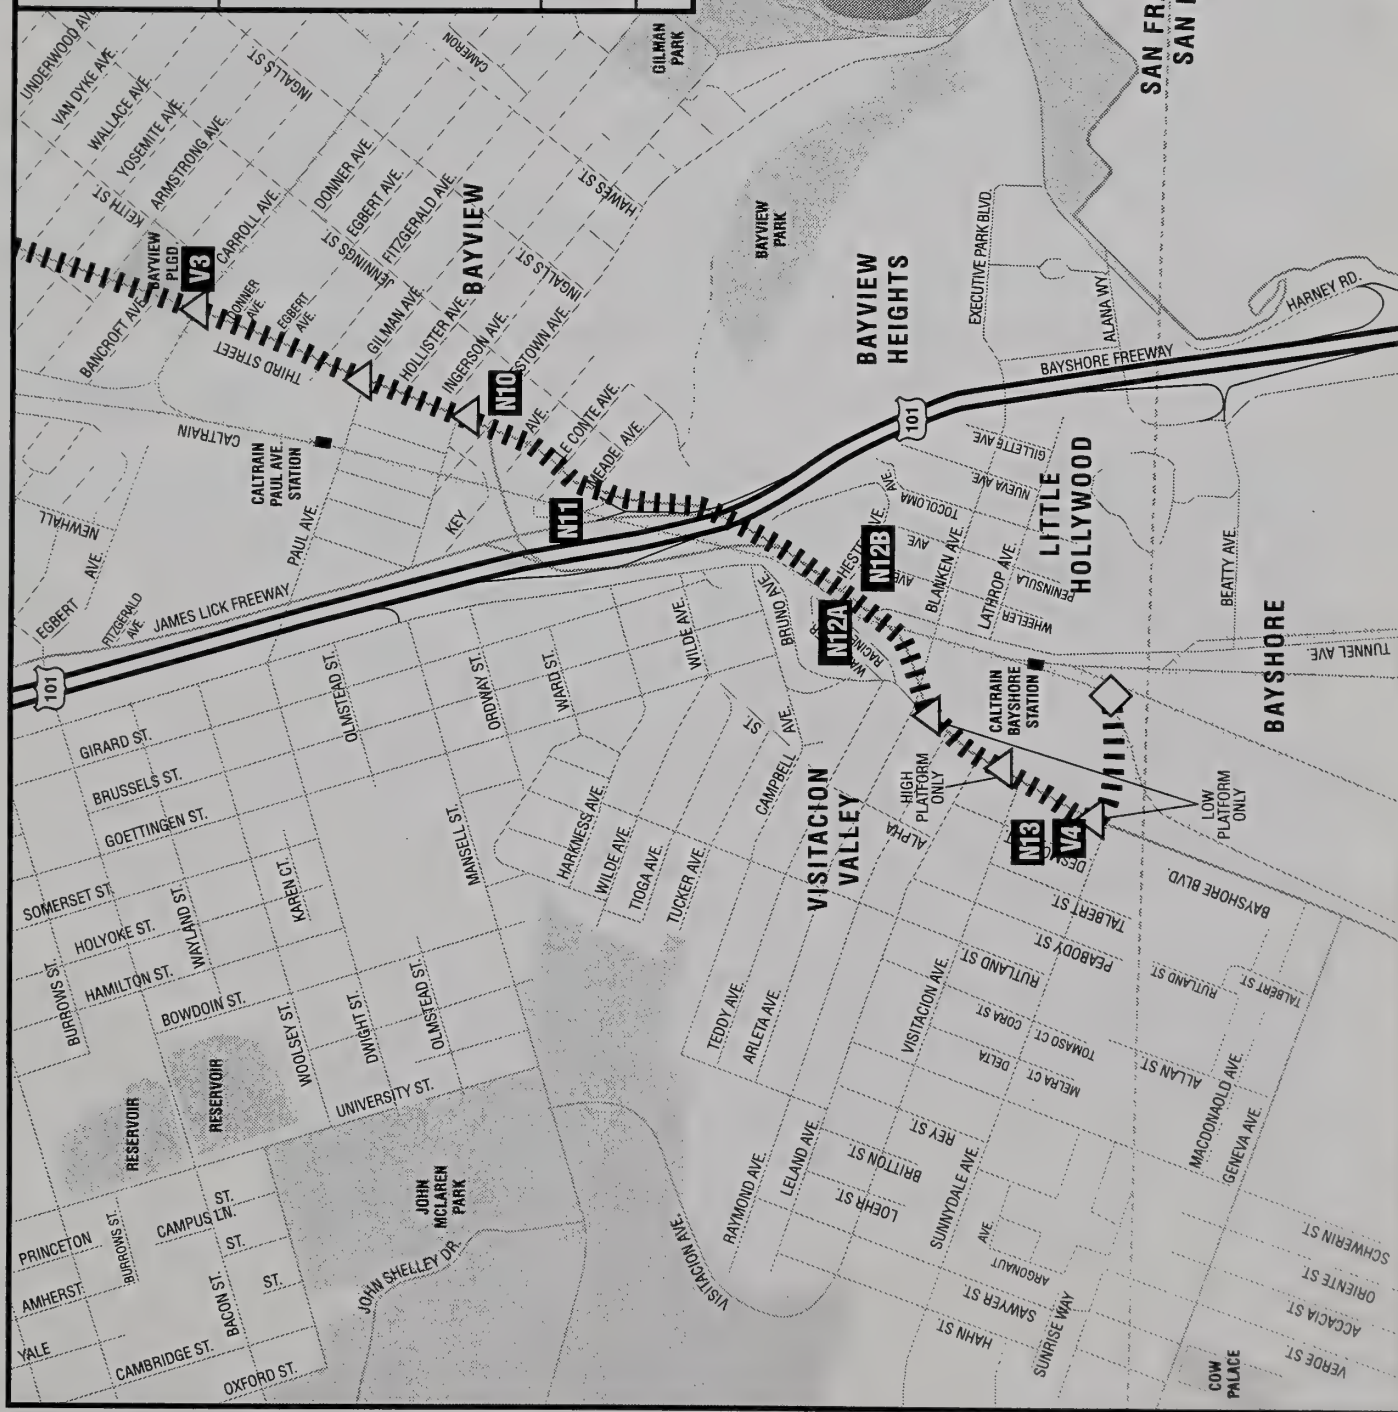 UNDERWOOD AVE.
VAN DYKE AVE.
WALLACE AVE.
YOSEMITE AVE.
ARMSTRONG AVE.
KEITH ST
INGALLS ST
CAMERON
GILMAN
PARK
SAN FRA
SAN
BAYVIEW
PLGD.
V3
CARROLL AVE.
BANCROFT AVE.
DONNER
AVE.
EGBERT
AVE.
DONNER AVE.
EGBERT AVE.
FITZGERALD AVE.
JENNINGS ST
BAYVIEW
HAWES ST
INGALLS ST
THIRD STREET
GILMAN AVE.
HOLLISTER AVE.
INGERSON AVE.
N10
AVE.
LE CONTE AVE.
MEADE AVE.
BAYVIEW
PARK
BAYVIEW
HEIGHTS
EXECUTIVE PARK BLVD.
ALANA WY.
HARNEY RD.
BAYSHORE FREEWAY
101
CALTRAIN
CALTRAIN
PAUL AVE.
STATION
NEWHALL
AVE.
PAUL AVE.
KEY
N11
EGBERT
FITZGERALD
AVE.
JAMES LICK FREEWAY
101
GILLETTE AVE
NUEVA AVE
TOCOLOMA
AVE.
LITTLE
HOLLYWOOD
N12B
AVE
AVE
BLANKEN AVE.
LATHROP AVE.
PENINSULA
WHEELER
BEATTY AVE.
TUNNEL AVE
BAYSHORE
N12A
BRUNO AVE
WILDE AVE.
CALTRAIN
BAYSHORE
STATION
HIGH
PLATFORM
ONLY
LOW
PLATFORM
ONLY
N13
V4
GIRARD ST.
BRUSSELS ST.
GOETTINGEN ST.
OLMSTEAD ST.
ORDWAY ST.
WARD ST.
SOMERSET ST.
HOLYOKE ST.
HAMILTON ST.
WAYLAND ST.
KAREN CT.
MANSELL ST.
HARKNESS AVE.
WILDE AVE.
TIOGA AVE.
TUCKER AVE.
CAMPBELL
AVE.
ST
VISITACION
VALLEY
ALPHA
TALBERT ST
PEABODY ST
RUTLAND ST
BAYSHORE BLVD.
BURROWS ST.
BOWDOIN ST.
WOOLSEY ST.
DWIGHT ST.
OLMSTEAD ST.
UNIVERSITY ST.
RESERVOIR
RESERVOIR
TEDDY AVE.
ARLETA AVE.
VISITACION AVE.
CORA ST
DELTA
TOMASO CT.
MELRA CT.
RUTLAND ST
TALBERT ST
ALLAN ST
MACDONAOLD AVE.
GENEVA AVE.
JOHN
MCLAREN
PARK
JOHN SHELLEY DR.
VISITACION AVE.
RAYMOND AVE.
LELAND AVE.
REY ST
BRITTON ST
LOEHR ST
SUNNYDALE AVE.
AVE.
ARGONAUT
SAWYER ST
HAHN ST
SUNRISE WAY
SCHWERIN ST
ORIENTE ST
ACCACIA ST
VERDE ST
COW
PALACE
PRINCETON
ST.
AMHERST
ST.
YALE
ST.
BURROWS ST.
CAMPUS LN.
BACON ST.
CAMBRIDGE ST.
OXFORD ST.